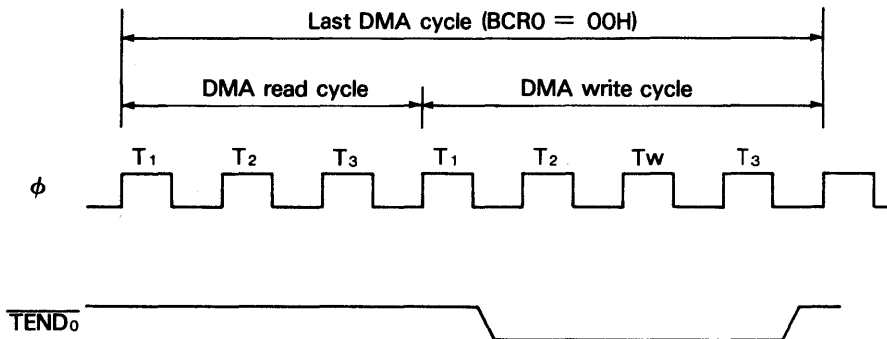 Last DMA cycle (BCR0 = 00H)
DMA read cycle DMA write cycle
T1 T2 T3 T1 T2 Tw T3
ϕ
TEND0